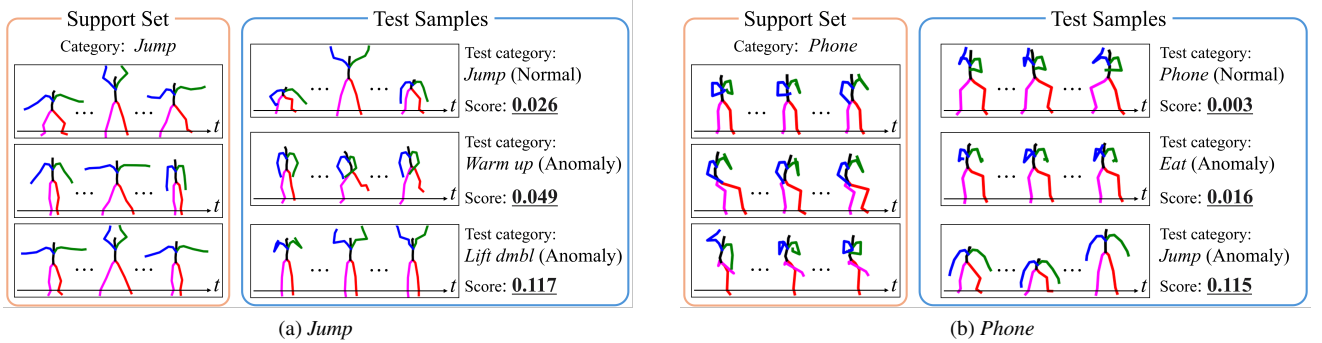 Support Set
Category: Jump
t
t
t
Test Samples
t
Test category:
Jump (Normal)
Score: 0.026
t
Test category:
Warm up (Anomaly)
Score: 0.049
t
Test category:
Lift dmbl (Anomaly)
Score: 0.117
(a) Jump
Support Set
Category: Phone
t
t
t
Test Samples
t
Test category:
Phone (Normal)
Score: 0.003
t
Test category:
Eat (Anomaly)
Score: 0.016
t
Test category:
Jump (Anomaly)
Score: 0.115
(b) Phone